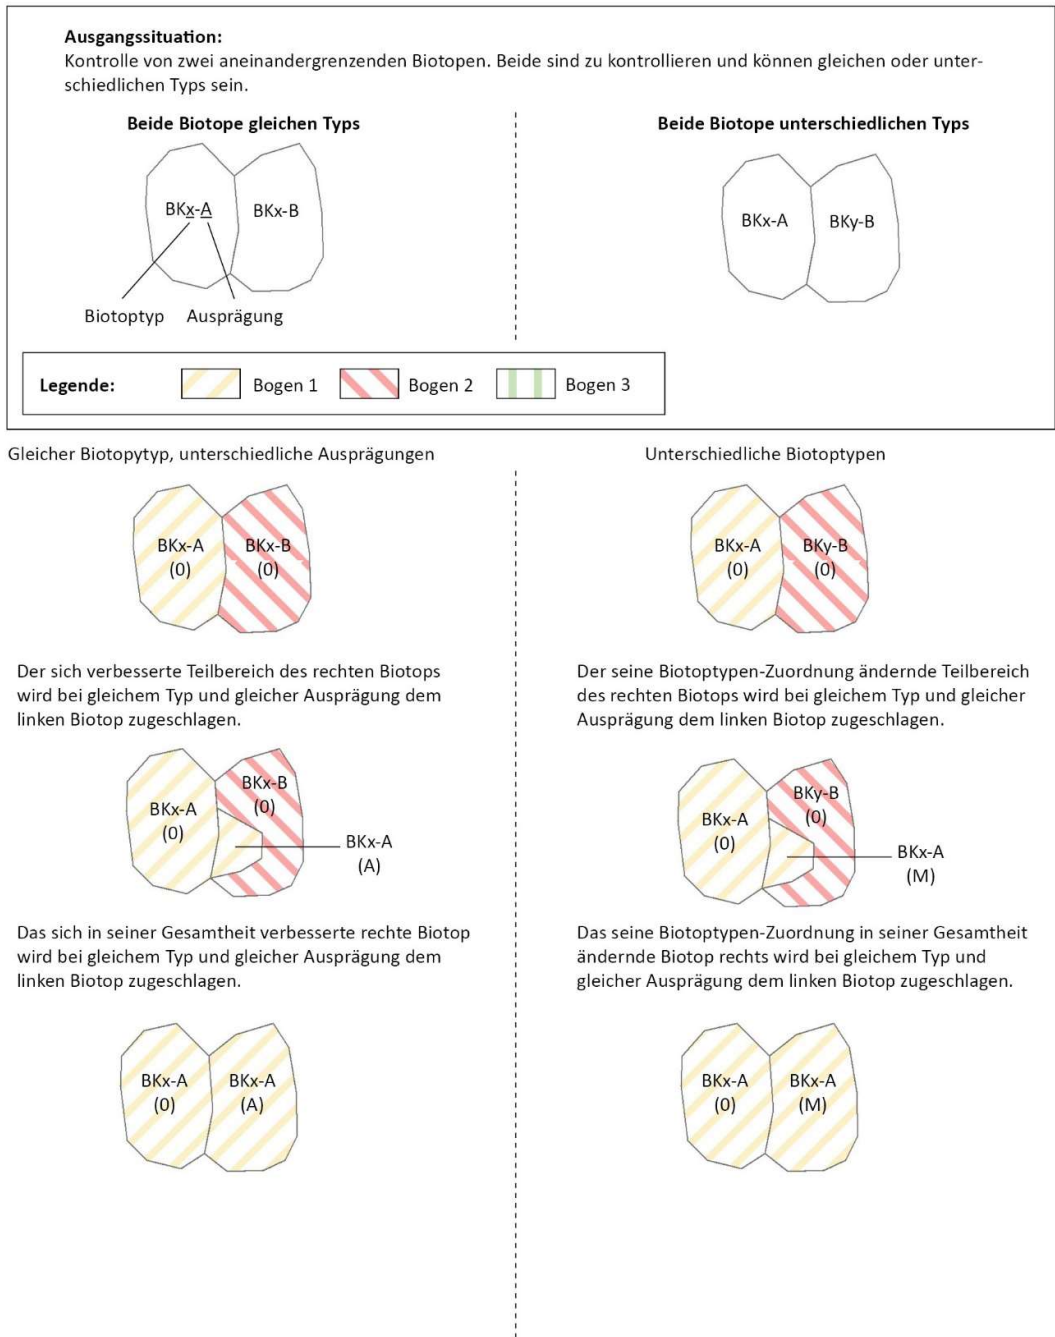 Ausgangssituation:
Kontrolle von zwei aneinandergrenzenden Biotopen. Beide sind zu kontrollieren und können gleichen oder unter-
schiedlichen Typs sein.
Beide Biotope gleichen Typs
BKx-A
BKx-B
Biotoptyp
Ausprägung
Beide Biotope unterschiedlichen Typs
BKx-A
BKy-B
Legende:
Bogen 1
Bogen 2
Bogen 3
Gleicher Biotopytyp, unterschiedliche Ausprägungen
BKx-A
(0)
BKx-B
(0)
Der sich verbesserte Teilbereich des rechten Biotops
wird bei gleichem Typ und gleicher Ausprägung dem
linken Biotop zugeschlagen.
BKx-A
(0)
BKx-B
(0)
BKx-A
(A)
Das sich in seiner Gesamtheit verbesserte rechte Biotop
wird bei gleichem Typ und gleicher Ausprägung dem
linken Biotop zugeschlagen.
BKx-A
(0)
BKx-A
(A)
Unterschiedliche Biotoptypen
BKx-A
(0)
BKy-B
(0)
Der seine Biotoptypen-Zuordnung ändernde Teilbereich
des rechten Biotops wird bei gleichem Typ und gleicher
Ausprägung dem linken Biotop zugeschlagen.
BKx-A
(0)
BKy-B
(0)
BKx-A
(M)
Das seine Biotoptypen-Zuordnung in seiner Gesamtheit
ändernde Biotop rechts wird bei gleichem Typ und
gleicher Ausprägung dem linken Biotop zugeschlagen.
BKx-A
(0)
BKx-A
(M)